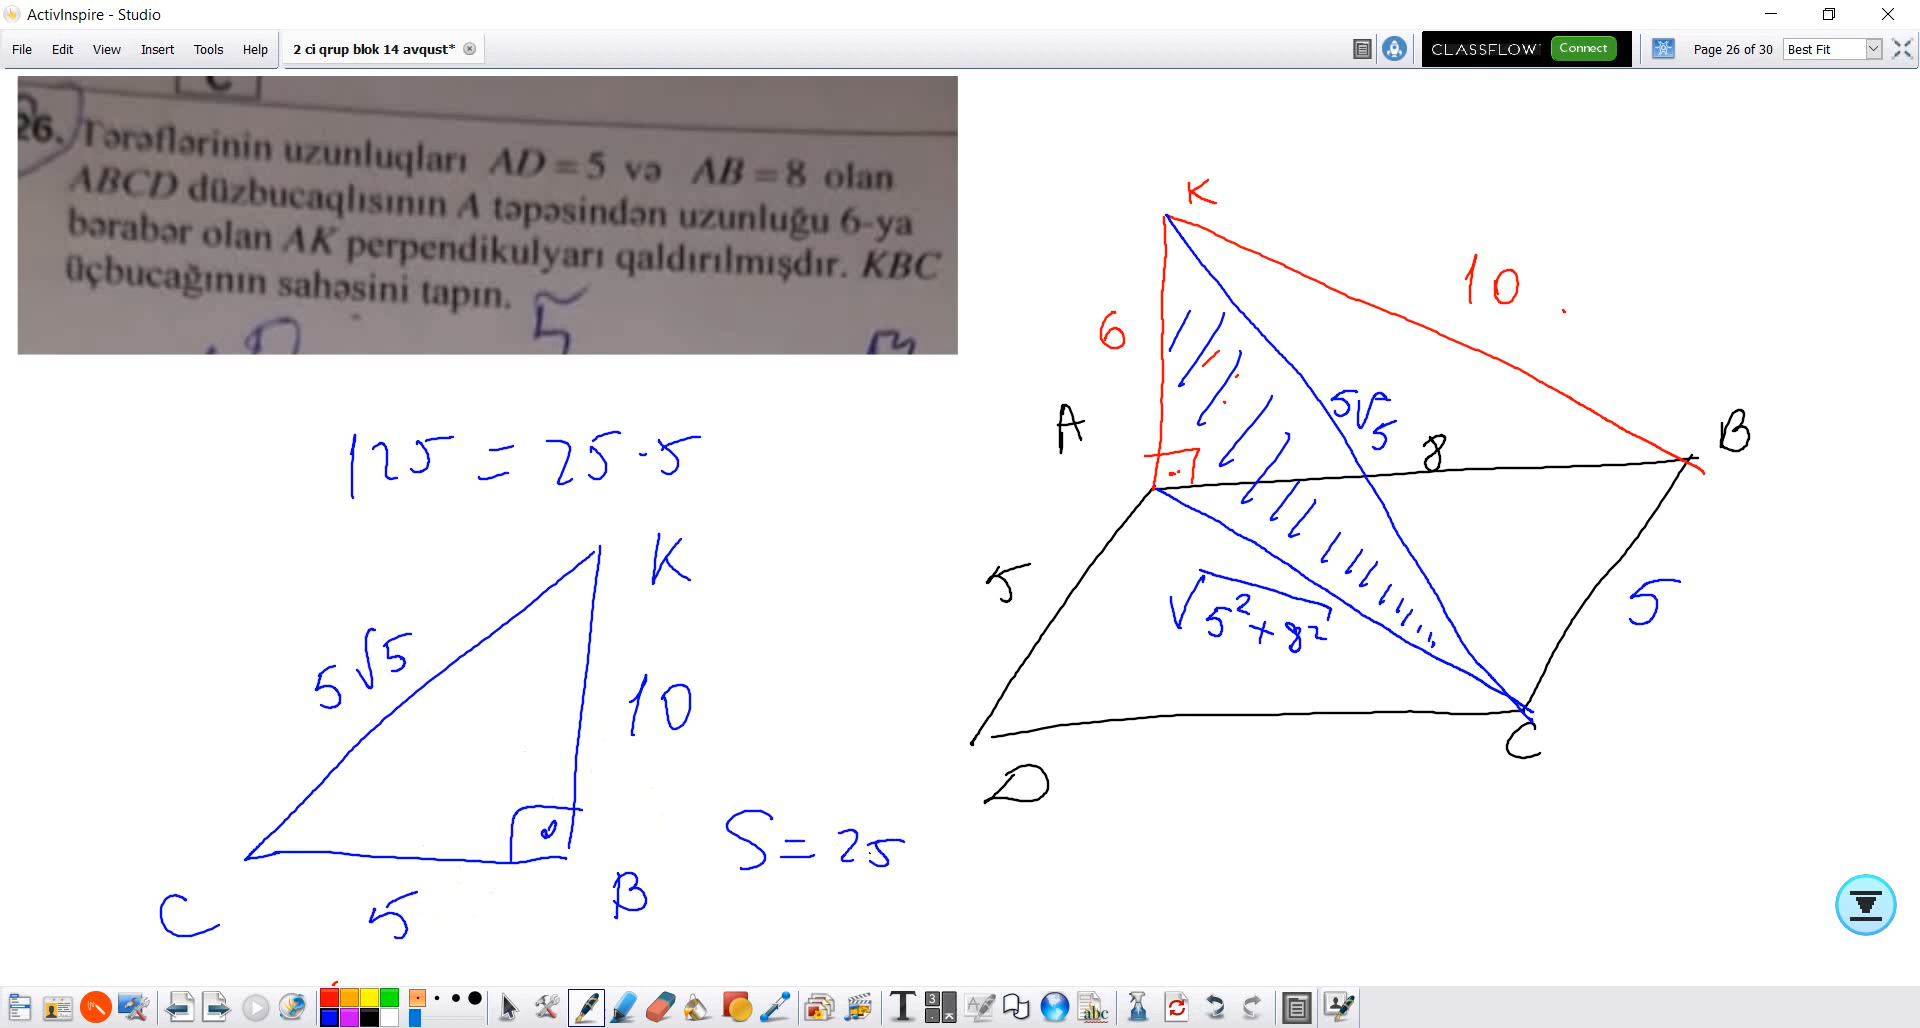 ActivInspire - Studio
File Edit View Insert Tools Help
2 ci qrup blok 14 avqust*
CLASSFLOW Connect
Page 26 of 30 Best Fit
C
26. Tərəflərinin uzunluqları AD = 5 və AB = 8 olan
ABCD düzbucaqlısının A təpəsindən uzunluğu 6-ya
bərabər olan AK perpendikulyarı qaldırılmışdır. KBC
üçbucağının sahəsini tapın.
5
125 = 25 · 5
K
5√5
10
C
5
B
S = 25
K
6
10
A
5√5
8
B
5
√5²+8²
5
D
C
T
abc